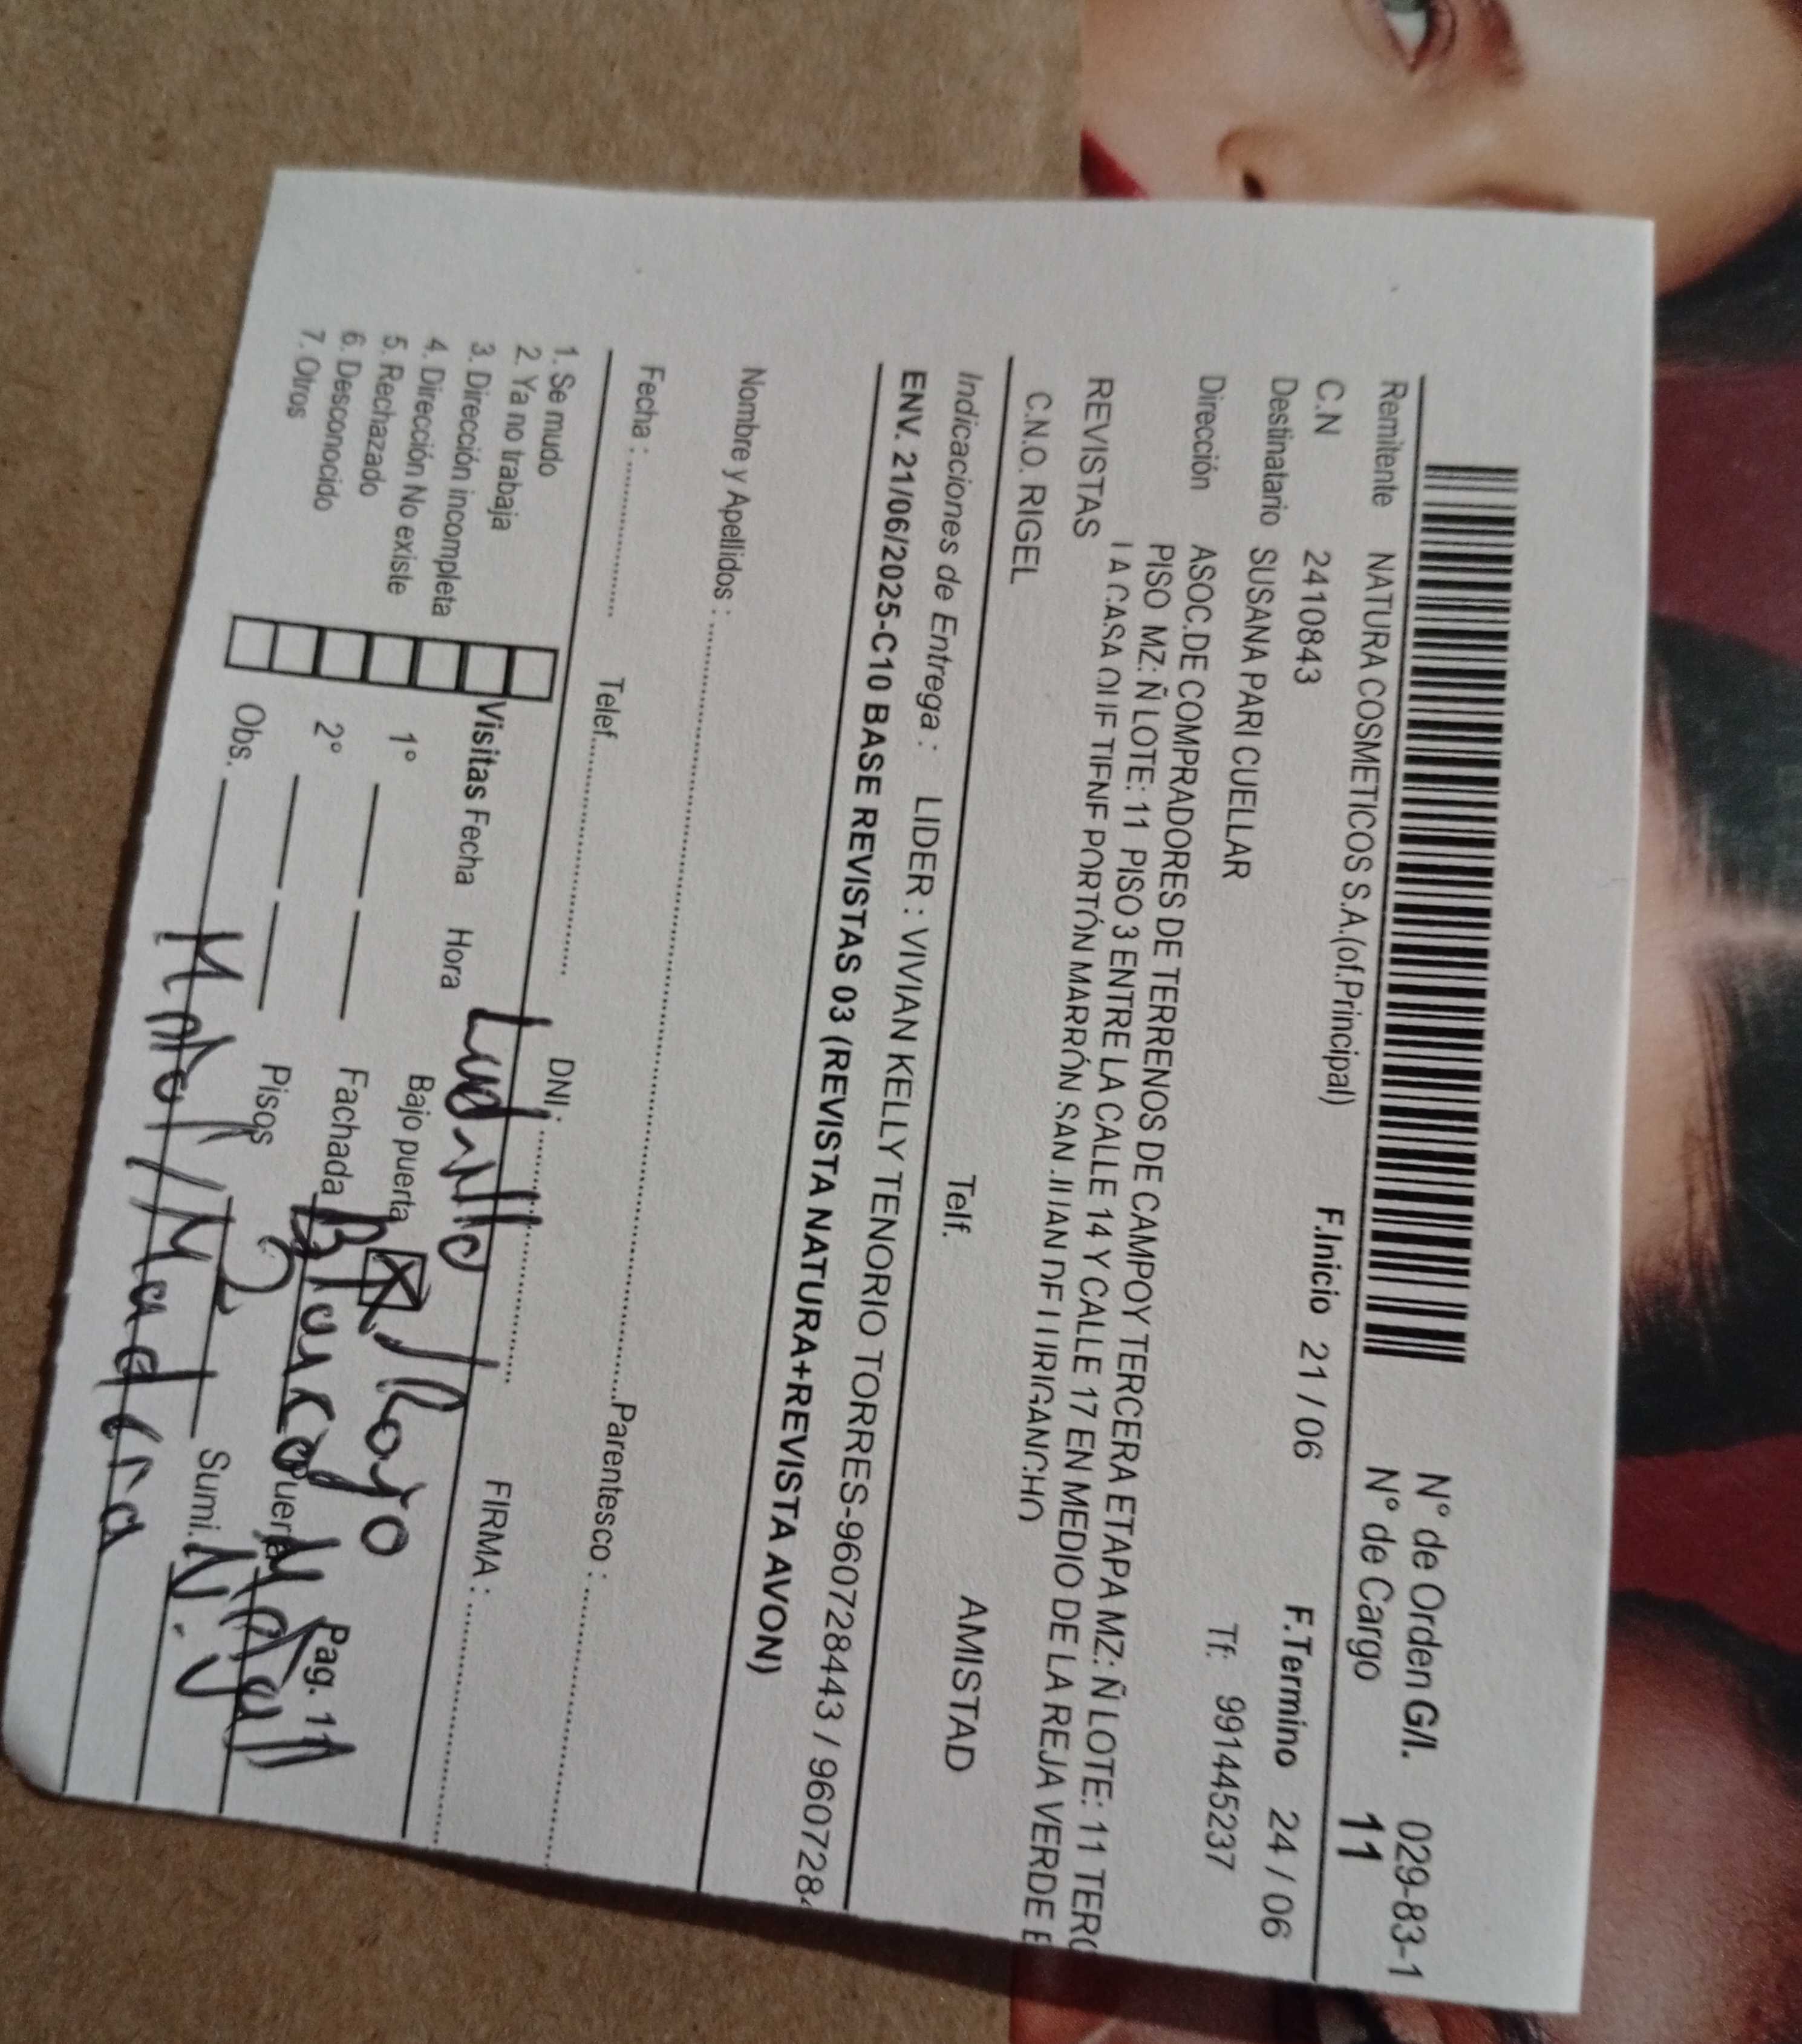 N° de Orden G/I. 029-83-1
N° de Cargo 11
Remitente NATURA COSMETICOS S.A.(of.Principal)
C.N 2410843 F.Inicio 21 / 06 F.Termino 24 / 06
Destinatario SUSANA PARI CUELLAR Tf: 991445237
Dirección ASOC.DE COMPRADORES DE TERRENOS DE CAMPOY TERCERA ETAPA MZ: Ñ LOTE: 11 TERC
PISO MZ: Ñ LOTE: 11 PISO 3 ENTRE LA CALLE 14 Y CALLE 17 EN MEDIO DE LA REJA VERDE E
LA CASA QUE TIENE PORTÓN MARRÓN SAN JUAN DE LURIGANCHO
REVISTAS
C.N.O. RIGEL AMISTAD
Indicaciones de Entrega : LIDER : VIVIAN KELLY TENORIO TORRES-960728443 / 960728
Telf.
ENV. 21/06/2025-C10 BASE REVISTAS 03 (REVISTA NATURA+REVISTA AVON)
Nombre y Apellidos : Parentesco :
Fecha : Telef. DNI : FIRMA :
1. Se mudo
2. Ya no trabaja
3. Dirección incompleta
4. Dirección No existe
5. Rechazado
6. Desconocido
7. Otros
Visitas Fecha Hora
1°
2°
Obs.
Ladrillo / Rojo
Bajo puerta X
Fachada Blanco
Pisos 2
Puerta
Sumi.
Pag. 11
Madera